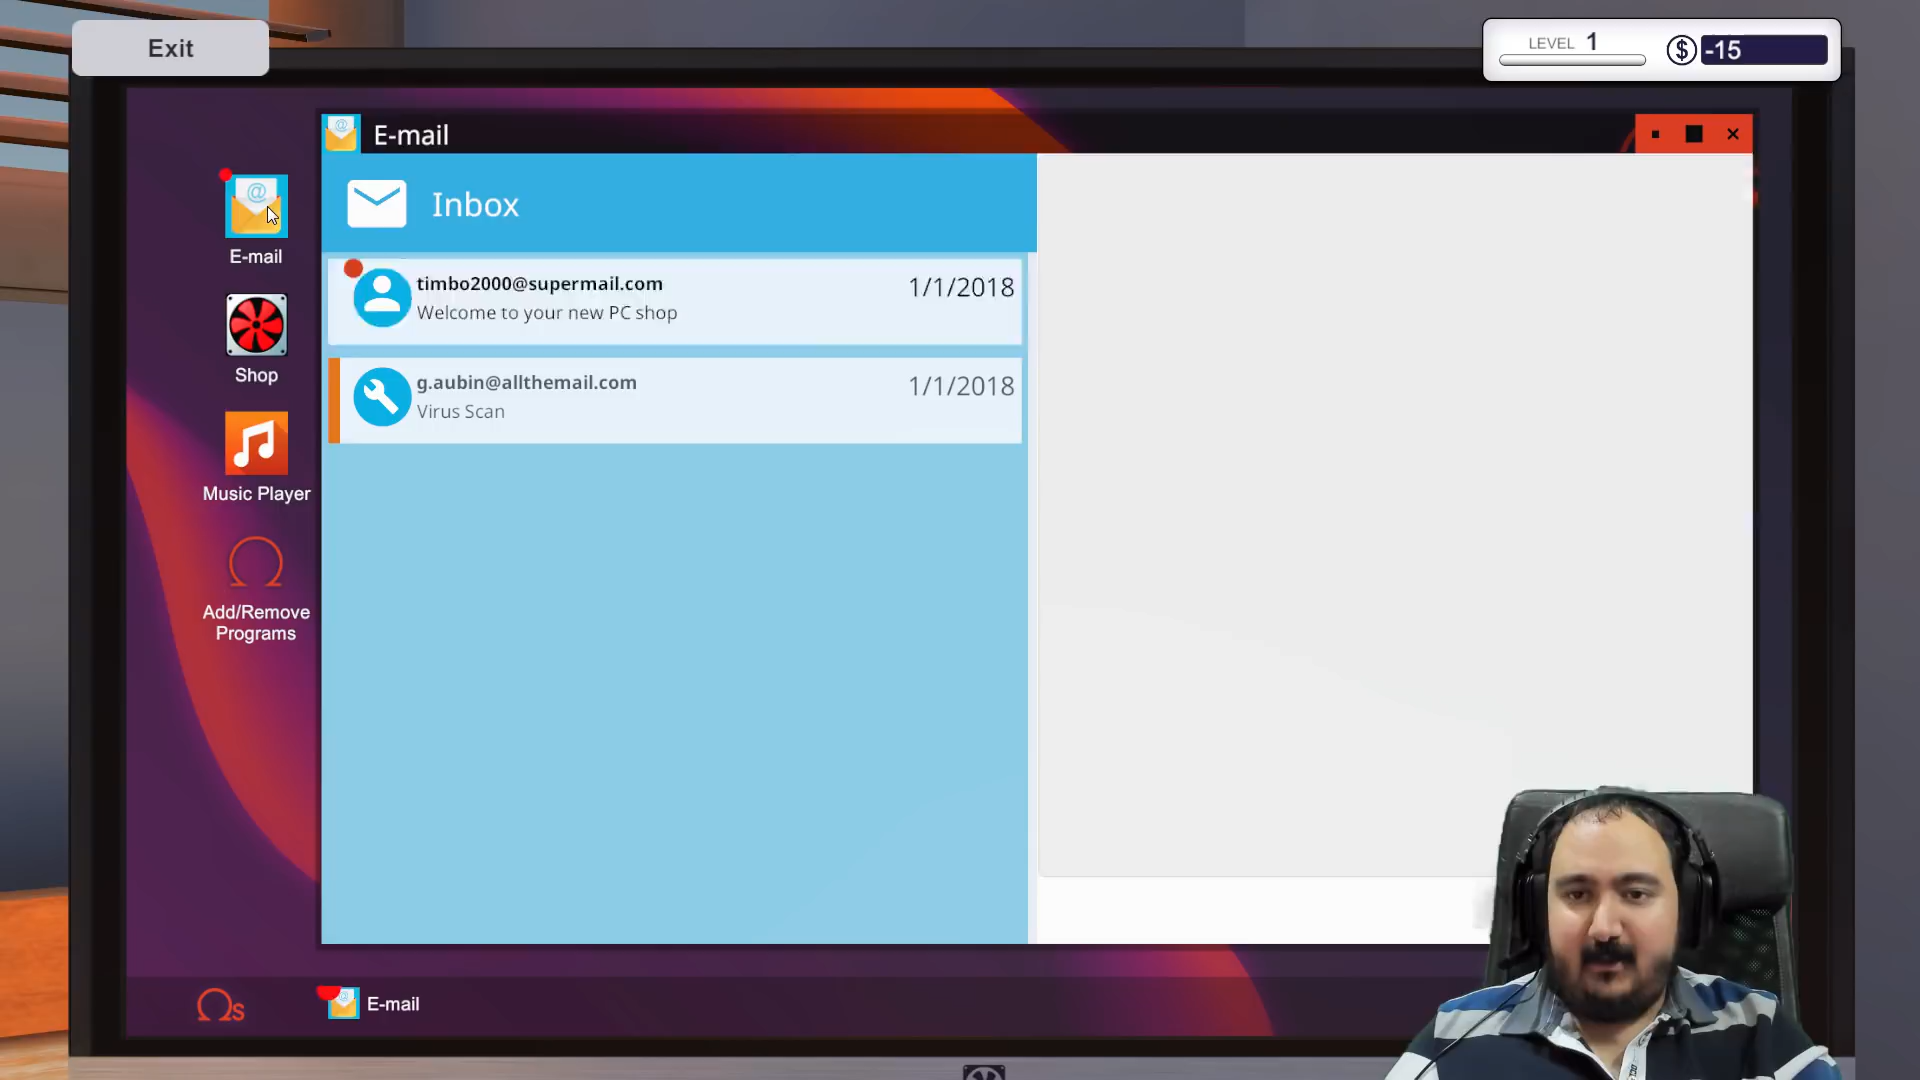 Exit
LEVEL 1
$ -15
E-mail
E-mail
Inbox
timbo2000@supermail.com
1/1/2018
Welcome to your new PC shop
g.aubin@allthemail.com
1/1/2018
Virus Scan
Shop
Music Player
Add/Remove
Programs
Ωs
E-mail